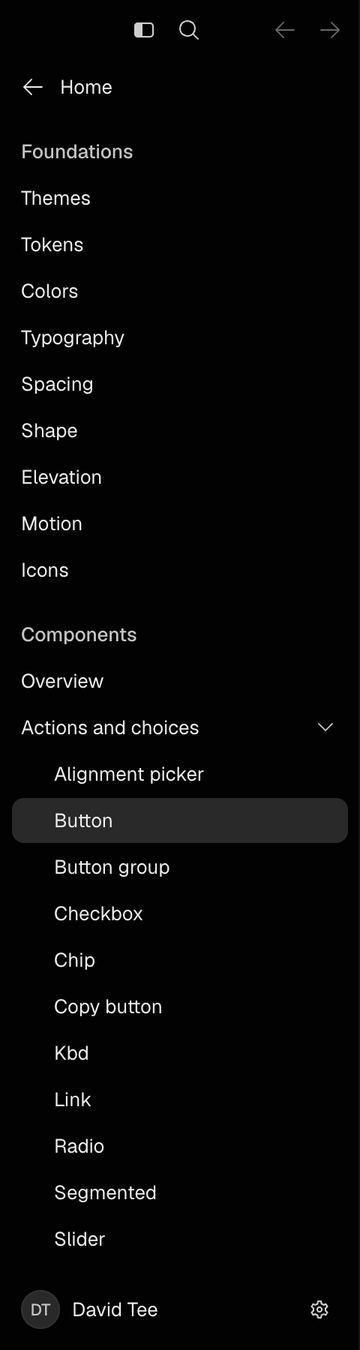 Home
Foundations
Themes
Tokens
Colors
Typography
Spacing
Shape
Elevation
Motion
Icons
Components
Overview
Actions and choices
Alignment picker
Button
Button group
Checkbox
Chip
Copy button
Kbd
Link
Radio
Segmented
Slider
DT David Tee